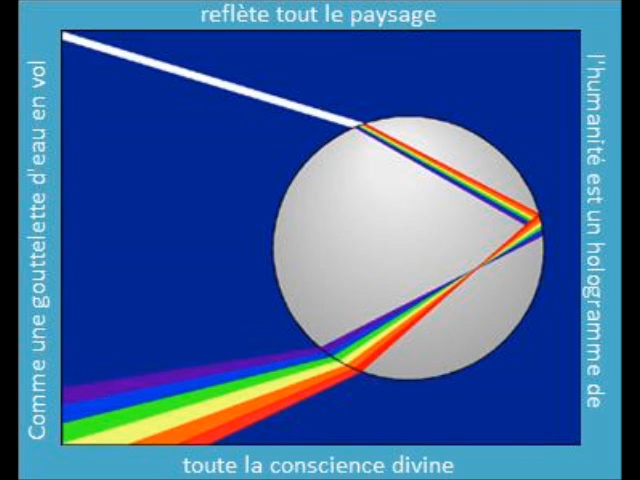 Comme une gouttelette d'eau en vol
reflète tout le paysage
l'humanité est un hologramme de
toute la conscience divine